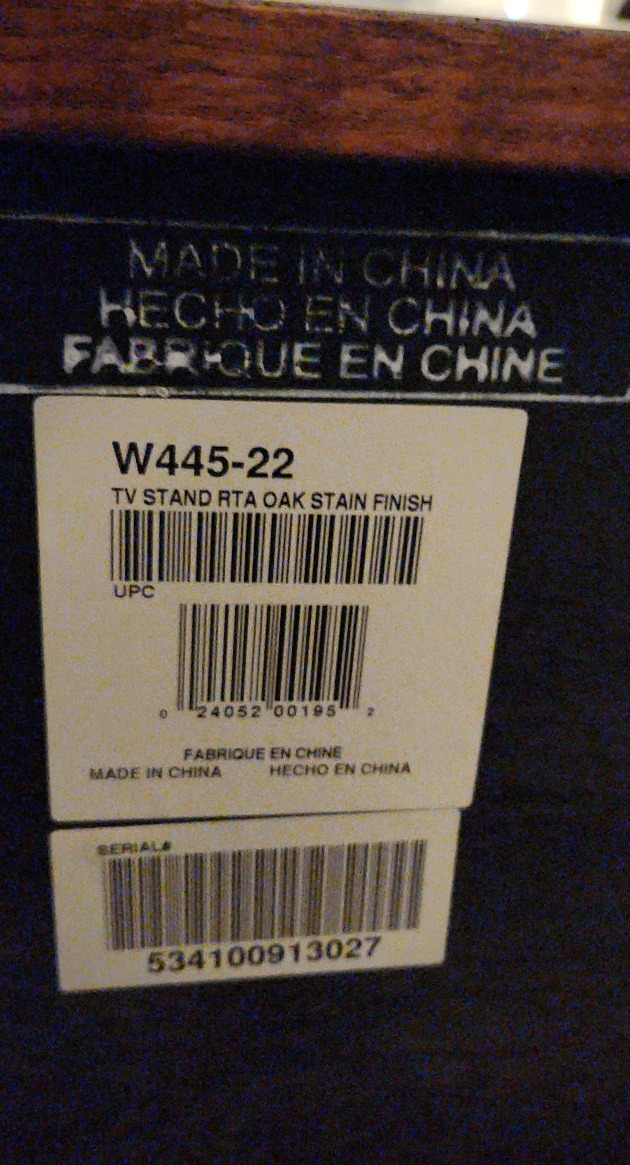 MADE IN CHINA
HECHO EN CHINA
FABRIQUE EN CHINE
W445-22
TV STAND RTA OAK STAIN FINISH
UPC
0 24052 00195 2
FABRIQUE EN CHINE
MADE IN CHINA HECHO EN CHINA
SERIAL#
534100913027